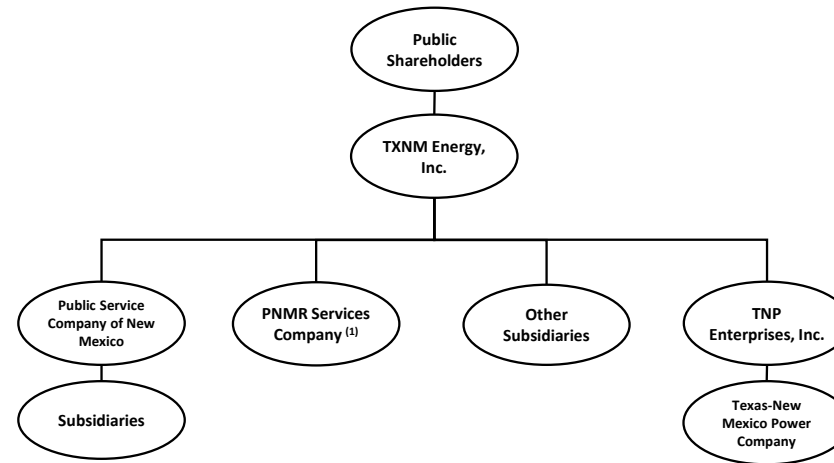 Public
Shareholders
TXNM Energy,
Inc.
Public Service
Company of New
Mexico
PNMR Services
Company (1)
Other
Subsidiaries
TNP
Enterprises, Inc.
Subsidiaries
Texas-New
Mexico Power
Company